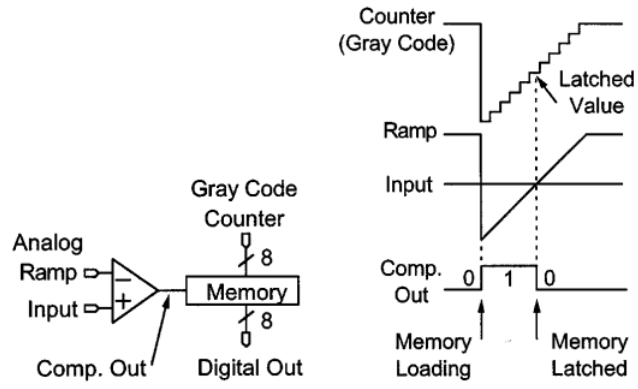 Gray Code
Counter
8
Analog
Ramp
Input
−
+
Memory
8
Comp. Out
Digital Out
Counter
(Gray Code)
Latched
Value
Ramp
Input
Comp.
Out
0
1
0
Memory
Loading
Memory
Latched